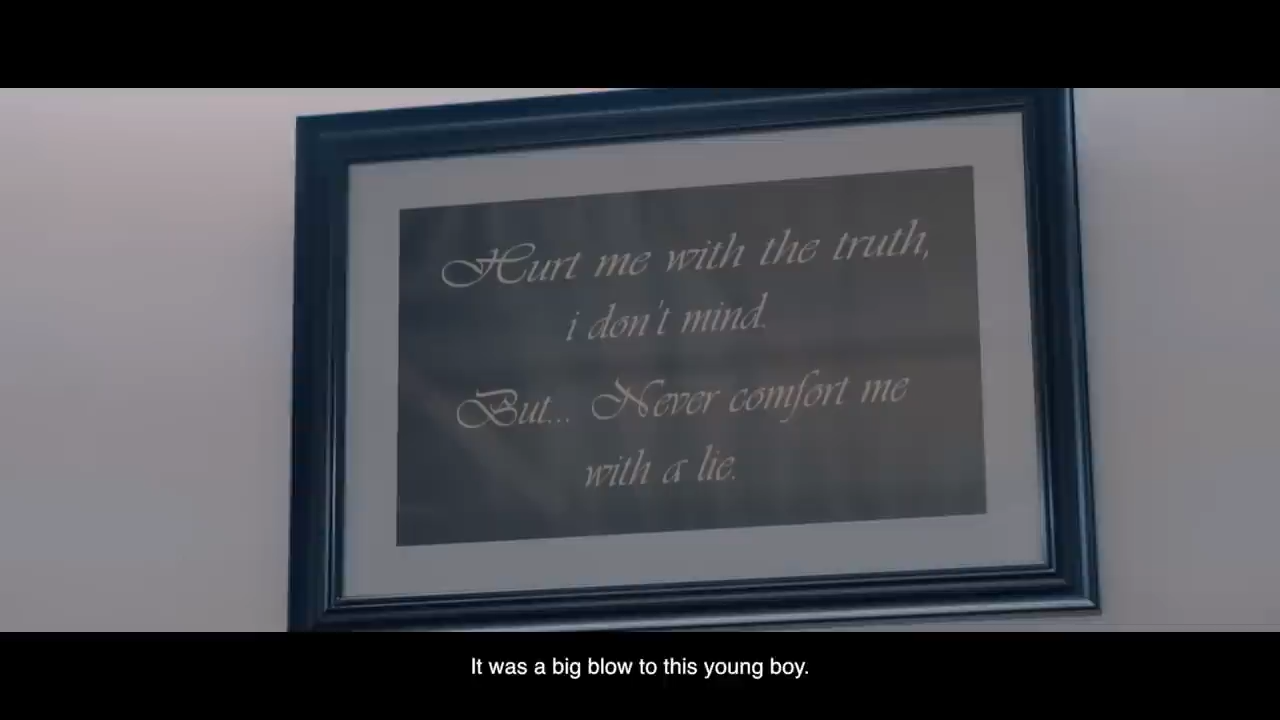 Hurt me with the truth,
i don't mind.
But... Never comfort me
with a lie.
It was a big blow to this young boy.